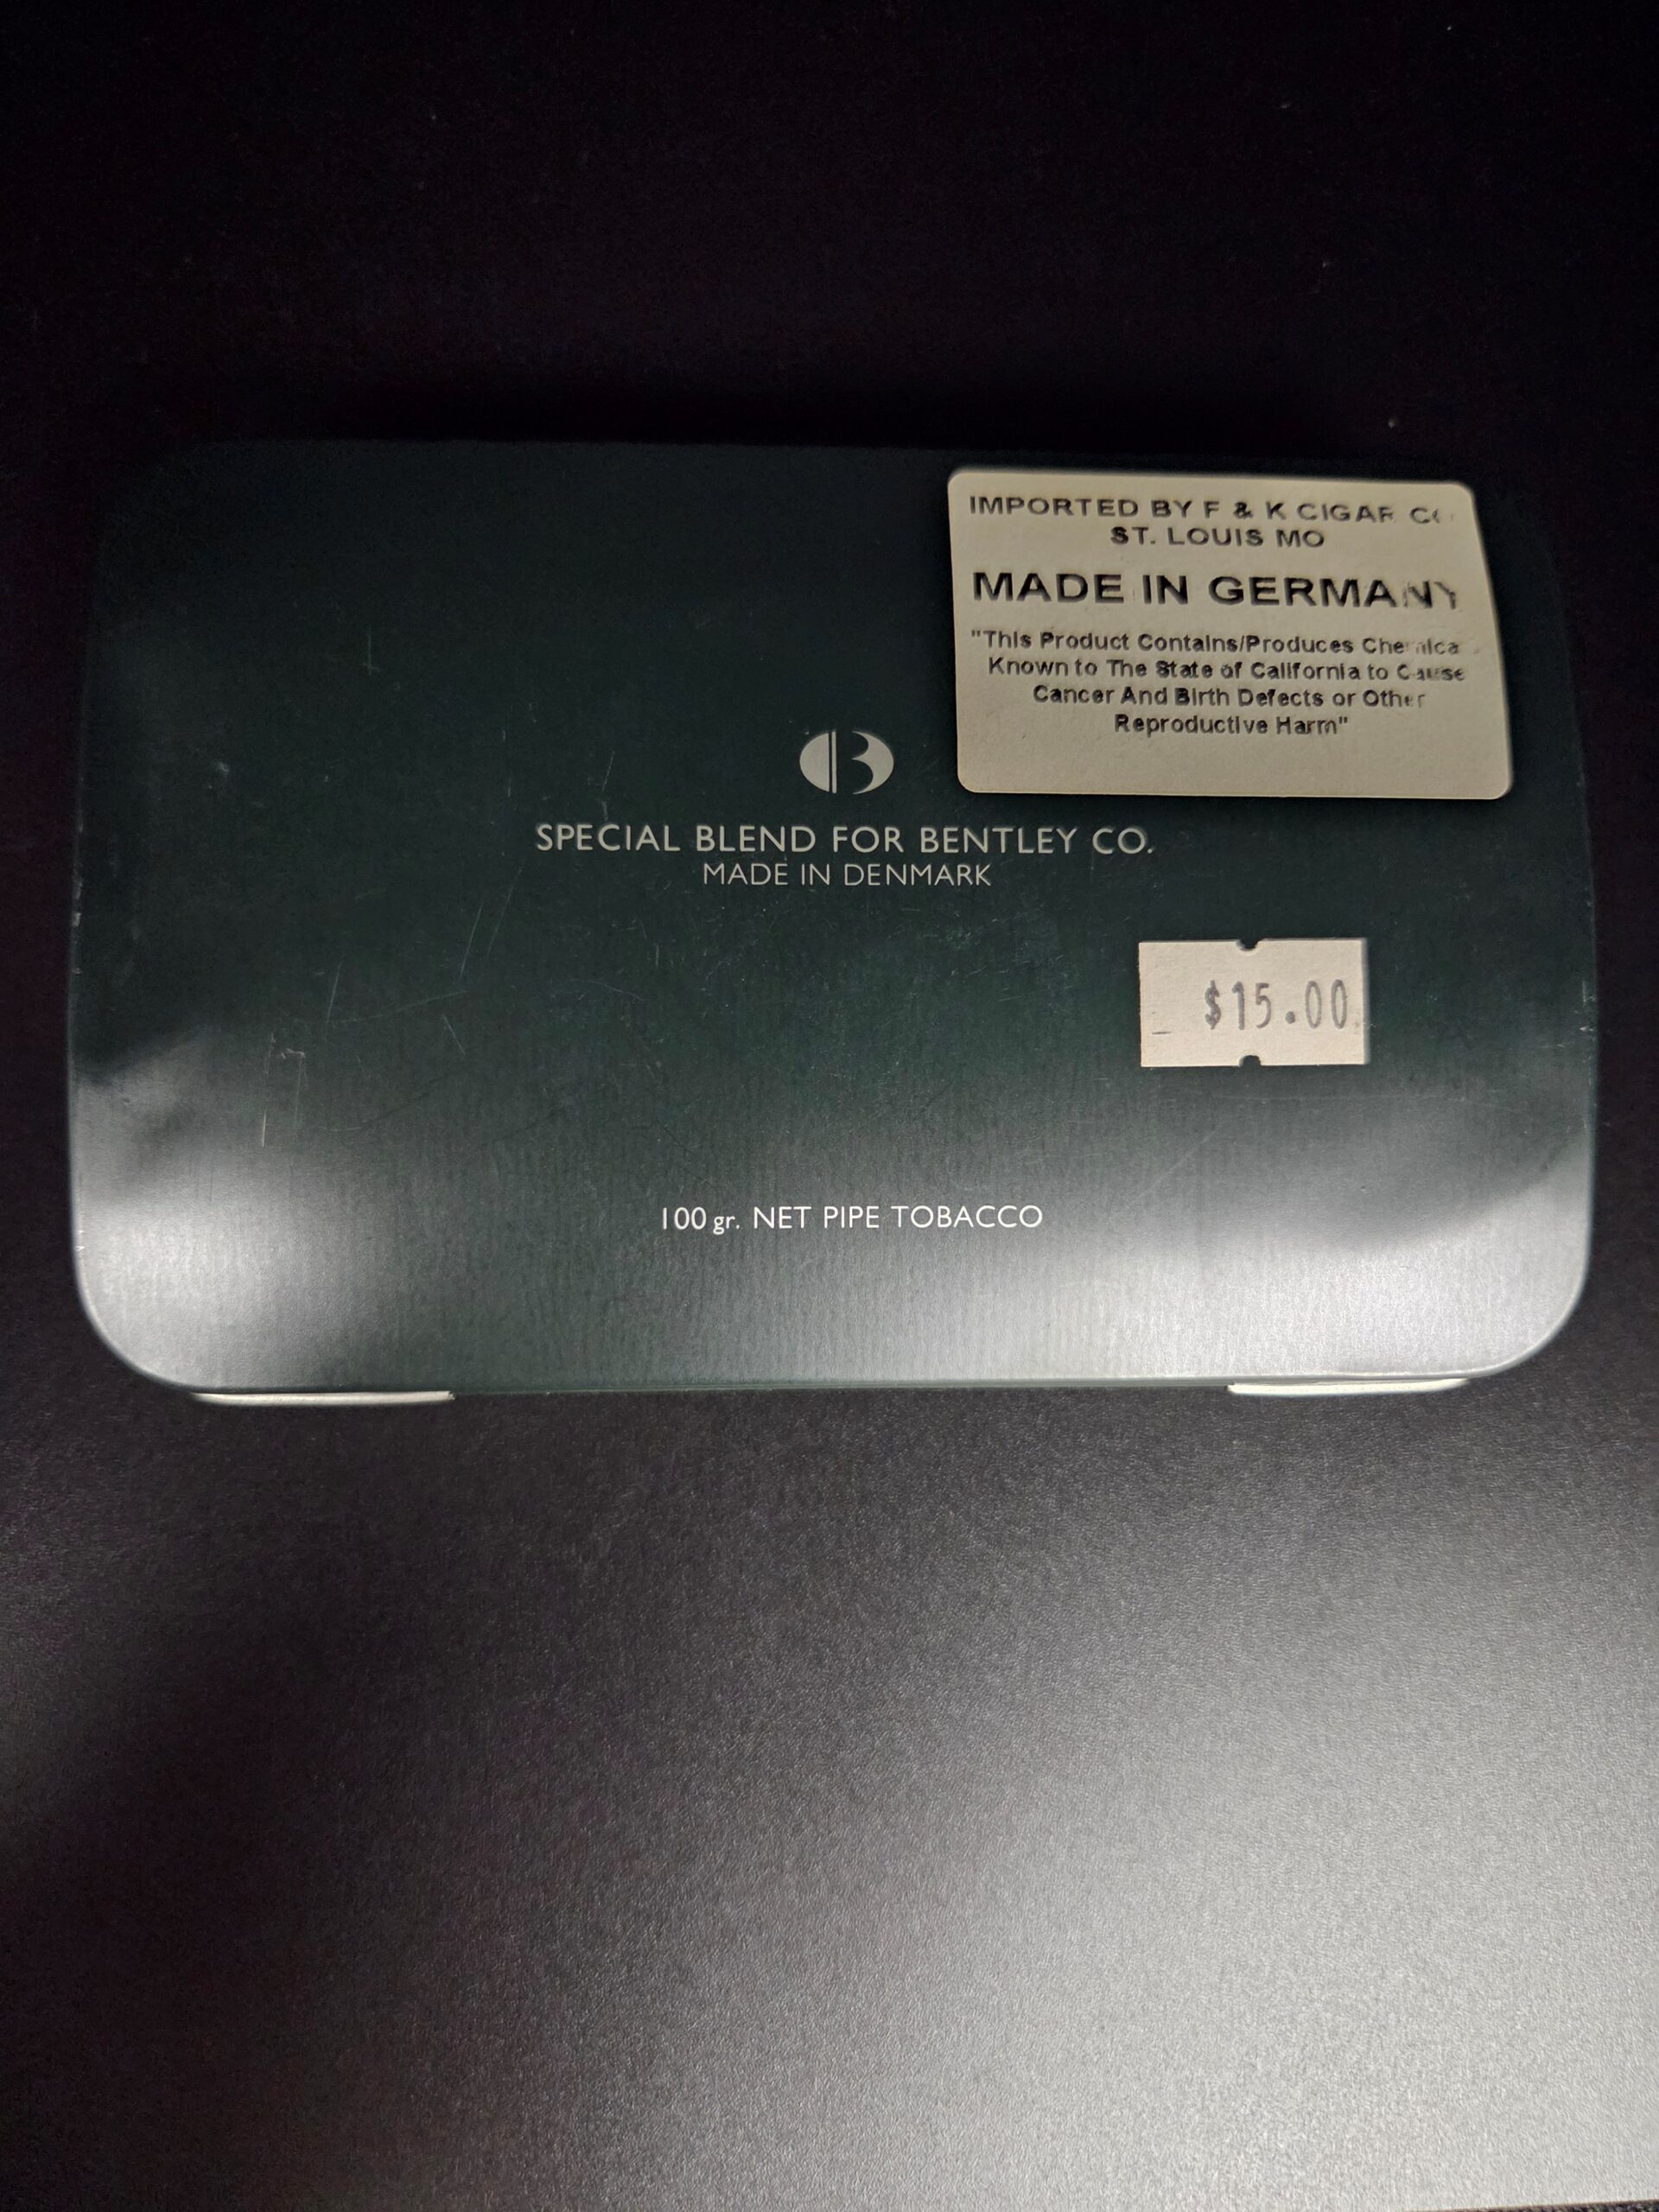 IMPORTED BY F & K CIGAR
ST. LOUIS MO
MADE IN GERMANY
"This Product Contains/Produces
Known to The State of California to Cause
Cancer And Birth Defects or Other
Reproductive Harm"
B
SPECIAL BLEND FOR BENTLEY CO.
MADE IN DENMARK
$15.00
100 gr. NET PIPE TOBACCO